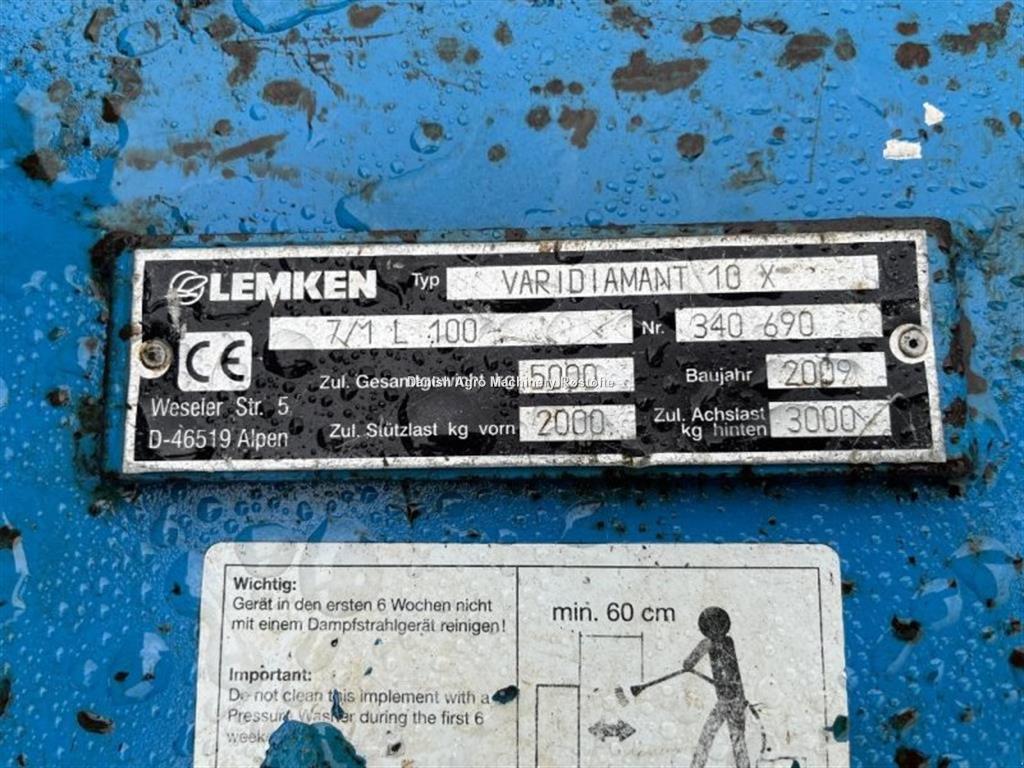 LEMKEN Typ VARIDIAMANT 10 X
7/1 L 100 Nr. 340 690
CE
Zul. Gesamtgewicht 5000 Baujahr 2009
Danish Agro Machinery Rostofte
Weseler Str. 5
D-46519 Alpen
Zul. Stützlast kg vorn 2000
Zul. Achslast
kg hinten 3000
Wichtig:
Gerät in den ersten 6 Wochen nicht
mit einem Dampfstrahlgerät reinigen!
Important:
Do not clean this implement with a
Pressure Washer during the first 6
min. 60 cm